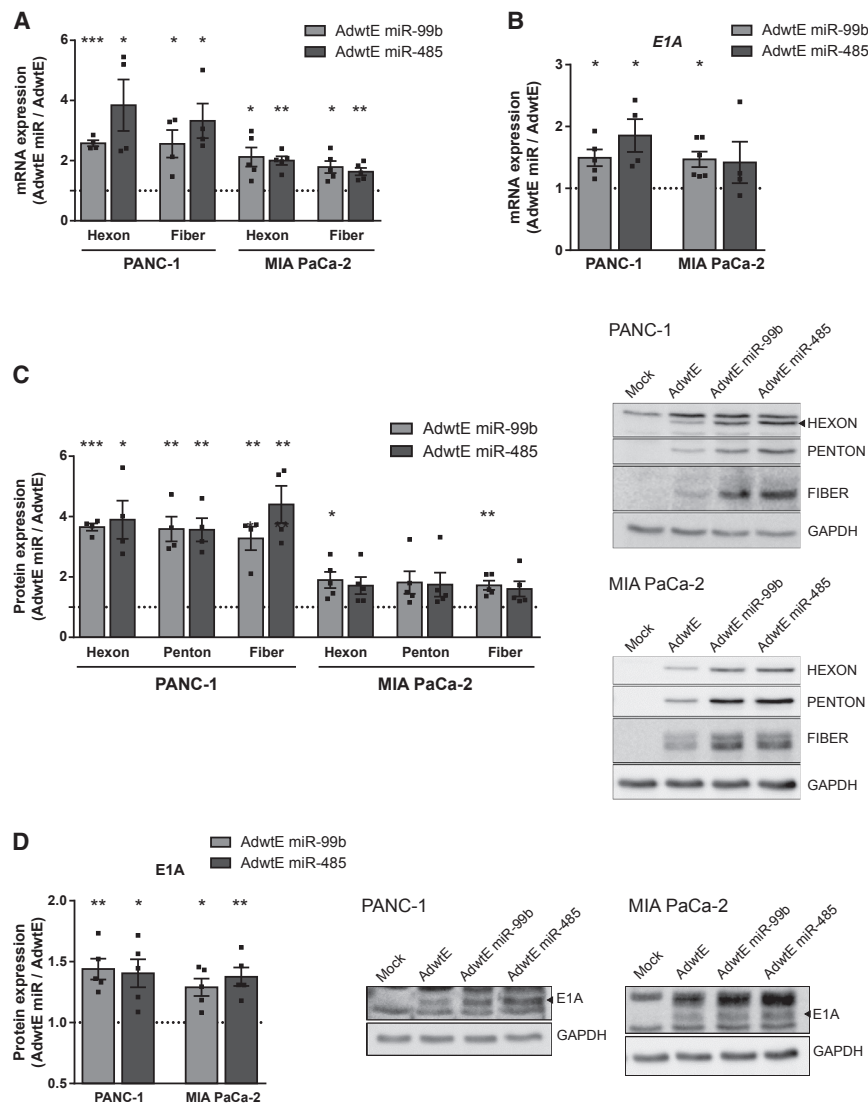 A
AdwtE miR-99b
AdwtE miR-485
mRNA expression
(AdwtE miR / AdwtE)
6
4
2
0
*** * * * * ** * **
Hexon Fiber Hexon Fiber
PANC-1 MIA PaCa-2
B
E1A
AdwtE miR-99b
AdwtE miR-485
mRNA expression
(AdwtE miR / AdwtE)
3
2
1
0
* * *
PANC-1 MIA PaCa-2
C
AdwtE miR-99b
AdwtE miR-485
Protein expression
(AdwtE miR / AdwtE)
6
4
2
0
*** * ** ** ** ** * **
Hexon Penton Fiber Hexon Penton Fiber
PANC-1 MIA PaCa-2
PANC-1
Mock AdwtE AdwtE miR-99b AdwtE miR-485
HEXON
PENTON
FIBER
GAPDH
MIA PaCa-2
Mock AdwtE AdwtE miR-99b AdwtE miR-485
HEXON
PENTON
FIBER
GAPDH
D
E1A
AdwtE miR-99b
AdwtE miR-485
Protein expression
(AdwtE miR / AdwtE)
2.0
1.5
1.0
0.5
** * * **
PANC-1 MIA PaCa-2
PANC-1
Mock AdwtE AdwtE miR-99b AdwtE miR-485
E1A
GAPDH
MIA PaCa-2
Mock AdwtE AdwtE miR-99b AdwtE miR-485
E1A
GAPDH